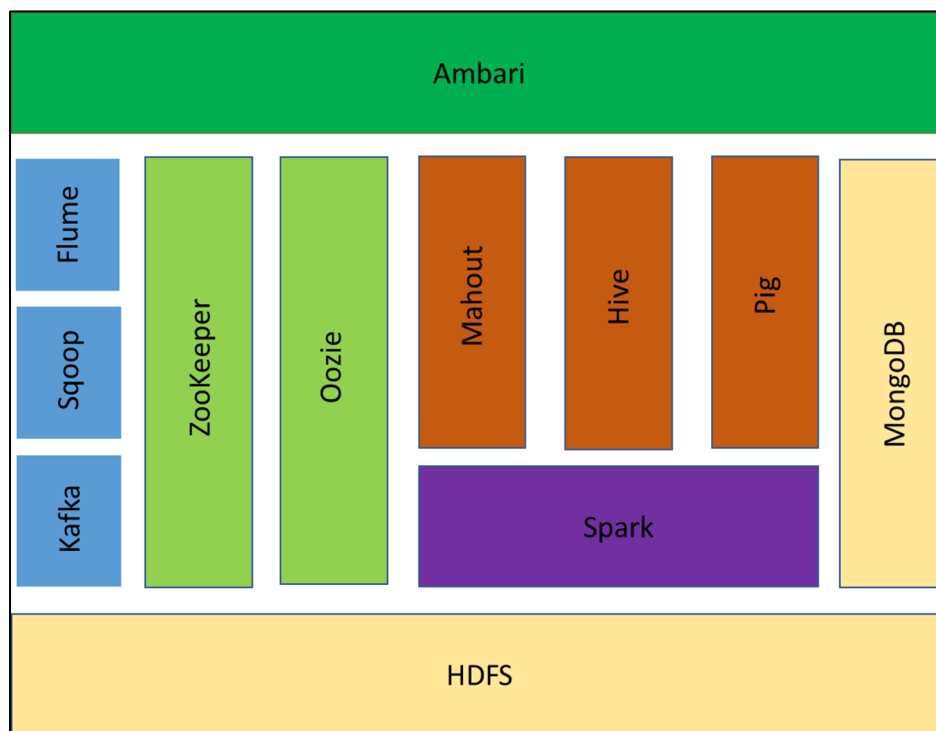 Ambari
Flume
Sqoop
Kafka
ZooKeeper
Oozie
Mahout
Hive
Pig
Spark
MongoDB
HDFS